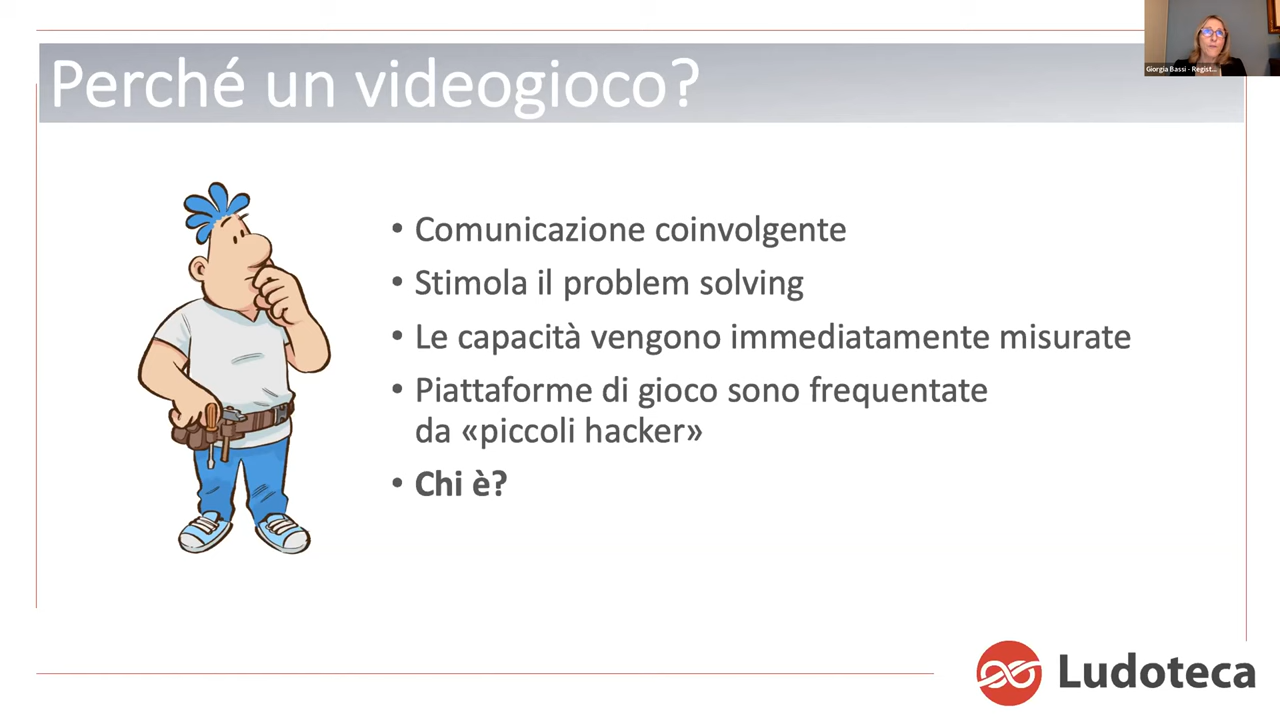 Perché un videogioco?
Giorgia Bassi - Regist...
• Comunicazione coinvolgente
• Stimola il problem solving
• Le capacità vengono immediatamente misurate
• Piattaforme di gioco sono frequentate
da «piccoli hacker»
• Chi è?
Ludoteca